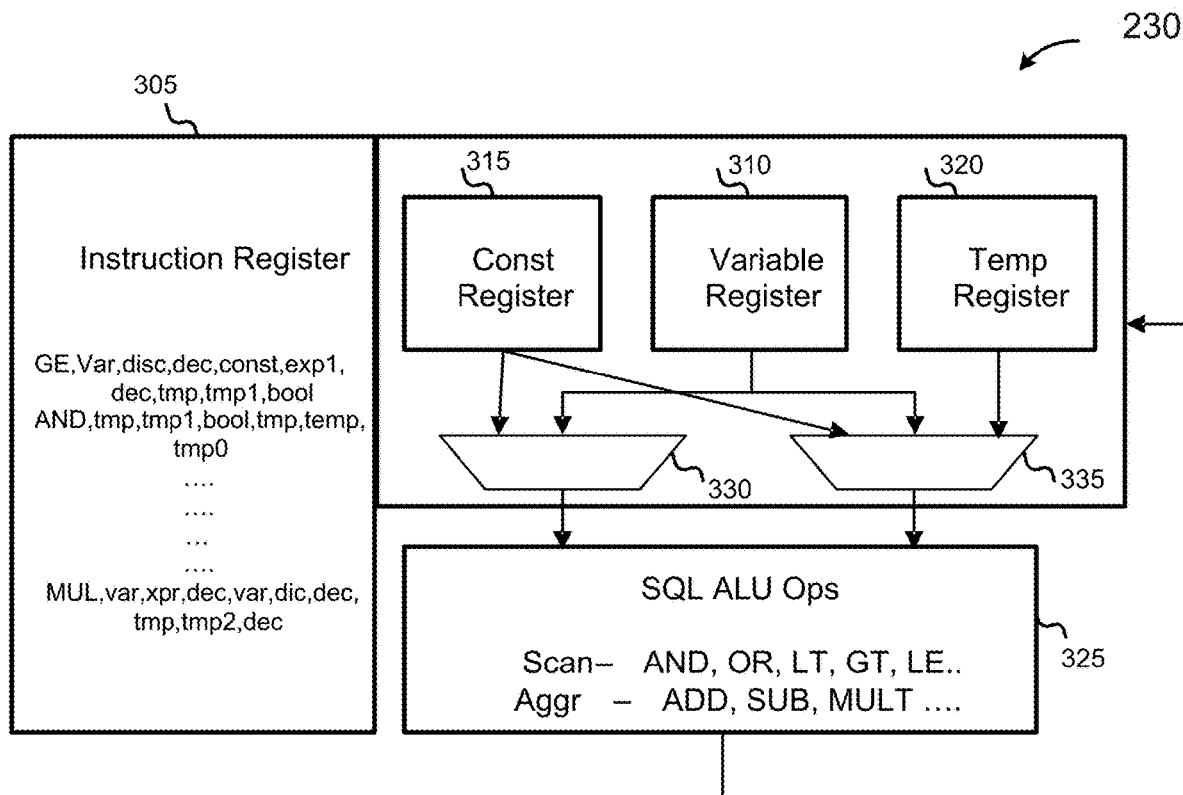 230
305
315
310
320
Instruction Register
Const
Register
Variable
Register
Temp
Register
GE,Var,disc,dec,const,exp1,
dec,tmp,tmp1,bool
AND,tmp,tmp1,bool,tmp,temp,
tmp0
....
....
...
....
MUL,var,xpr,dec,var,dic,dec,
tmp,tmp2,dec
330
335
SQL ALU Ops
Scan– AND, OR, LT, GT, LE..
Aggr – ADD, SUB, MULT ....
325